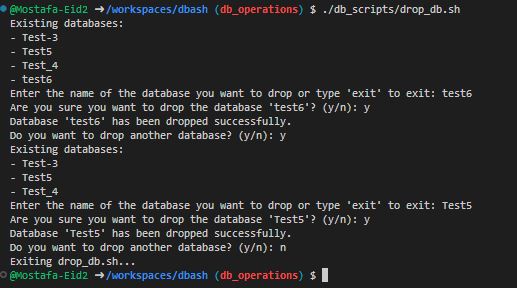 @Mostafa-Eid2 ➜/workspaces/dbash (db_operations) $ ./db_scripts/drop_db.sh
Existing databases:
- Test-3
- Test5
- Test_4
- test6
Enter the name of the database you want to drop or type 'exit' to exit: test6
Are you sure you want to drop the database 'test6'? (y/n): y
Database 'test6' has been dropped successfully.
Do you want to drop another database? (y/n): y
Existing databases:
- Test-3
- Test5
- Test_4
Enter the name of the database you want to drop or type 'exit' to exit: Test5
Are you sure you want to drop the database 'Test5'? (y/n): y
Database 'Test5' has been dropped successfully.
Do you want to drop another database? (y/n): n
Exiting drop_db.sh...
@Mostafa-Eid2 ➜/workspaces/dbash (db_operations) $